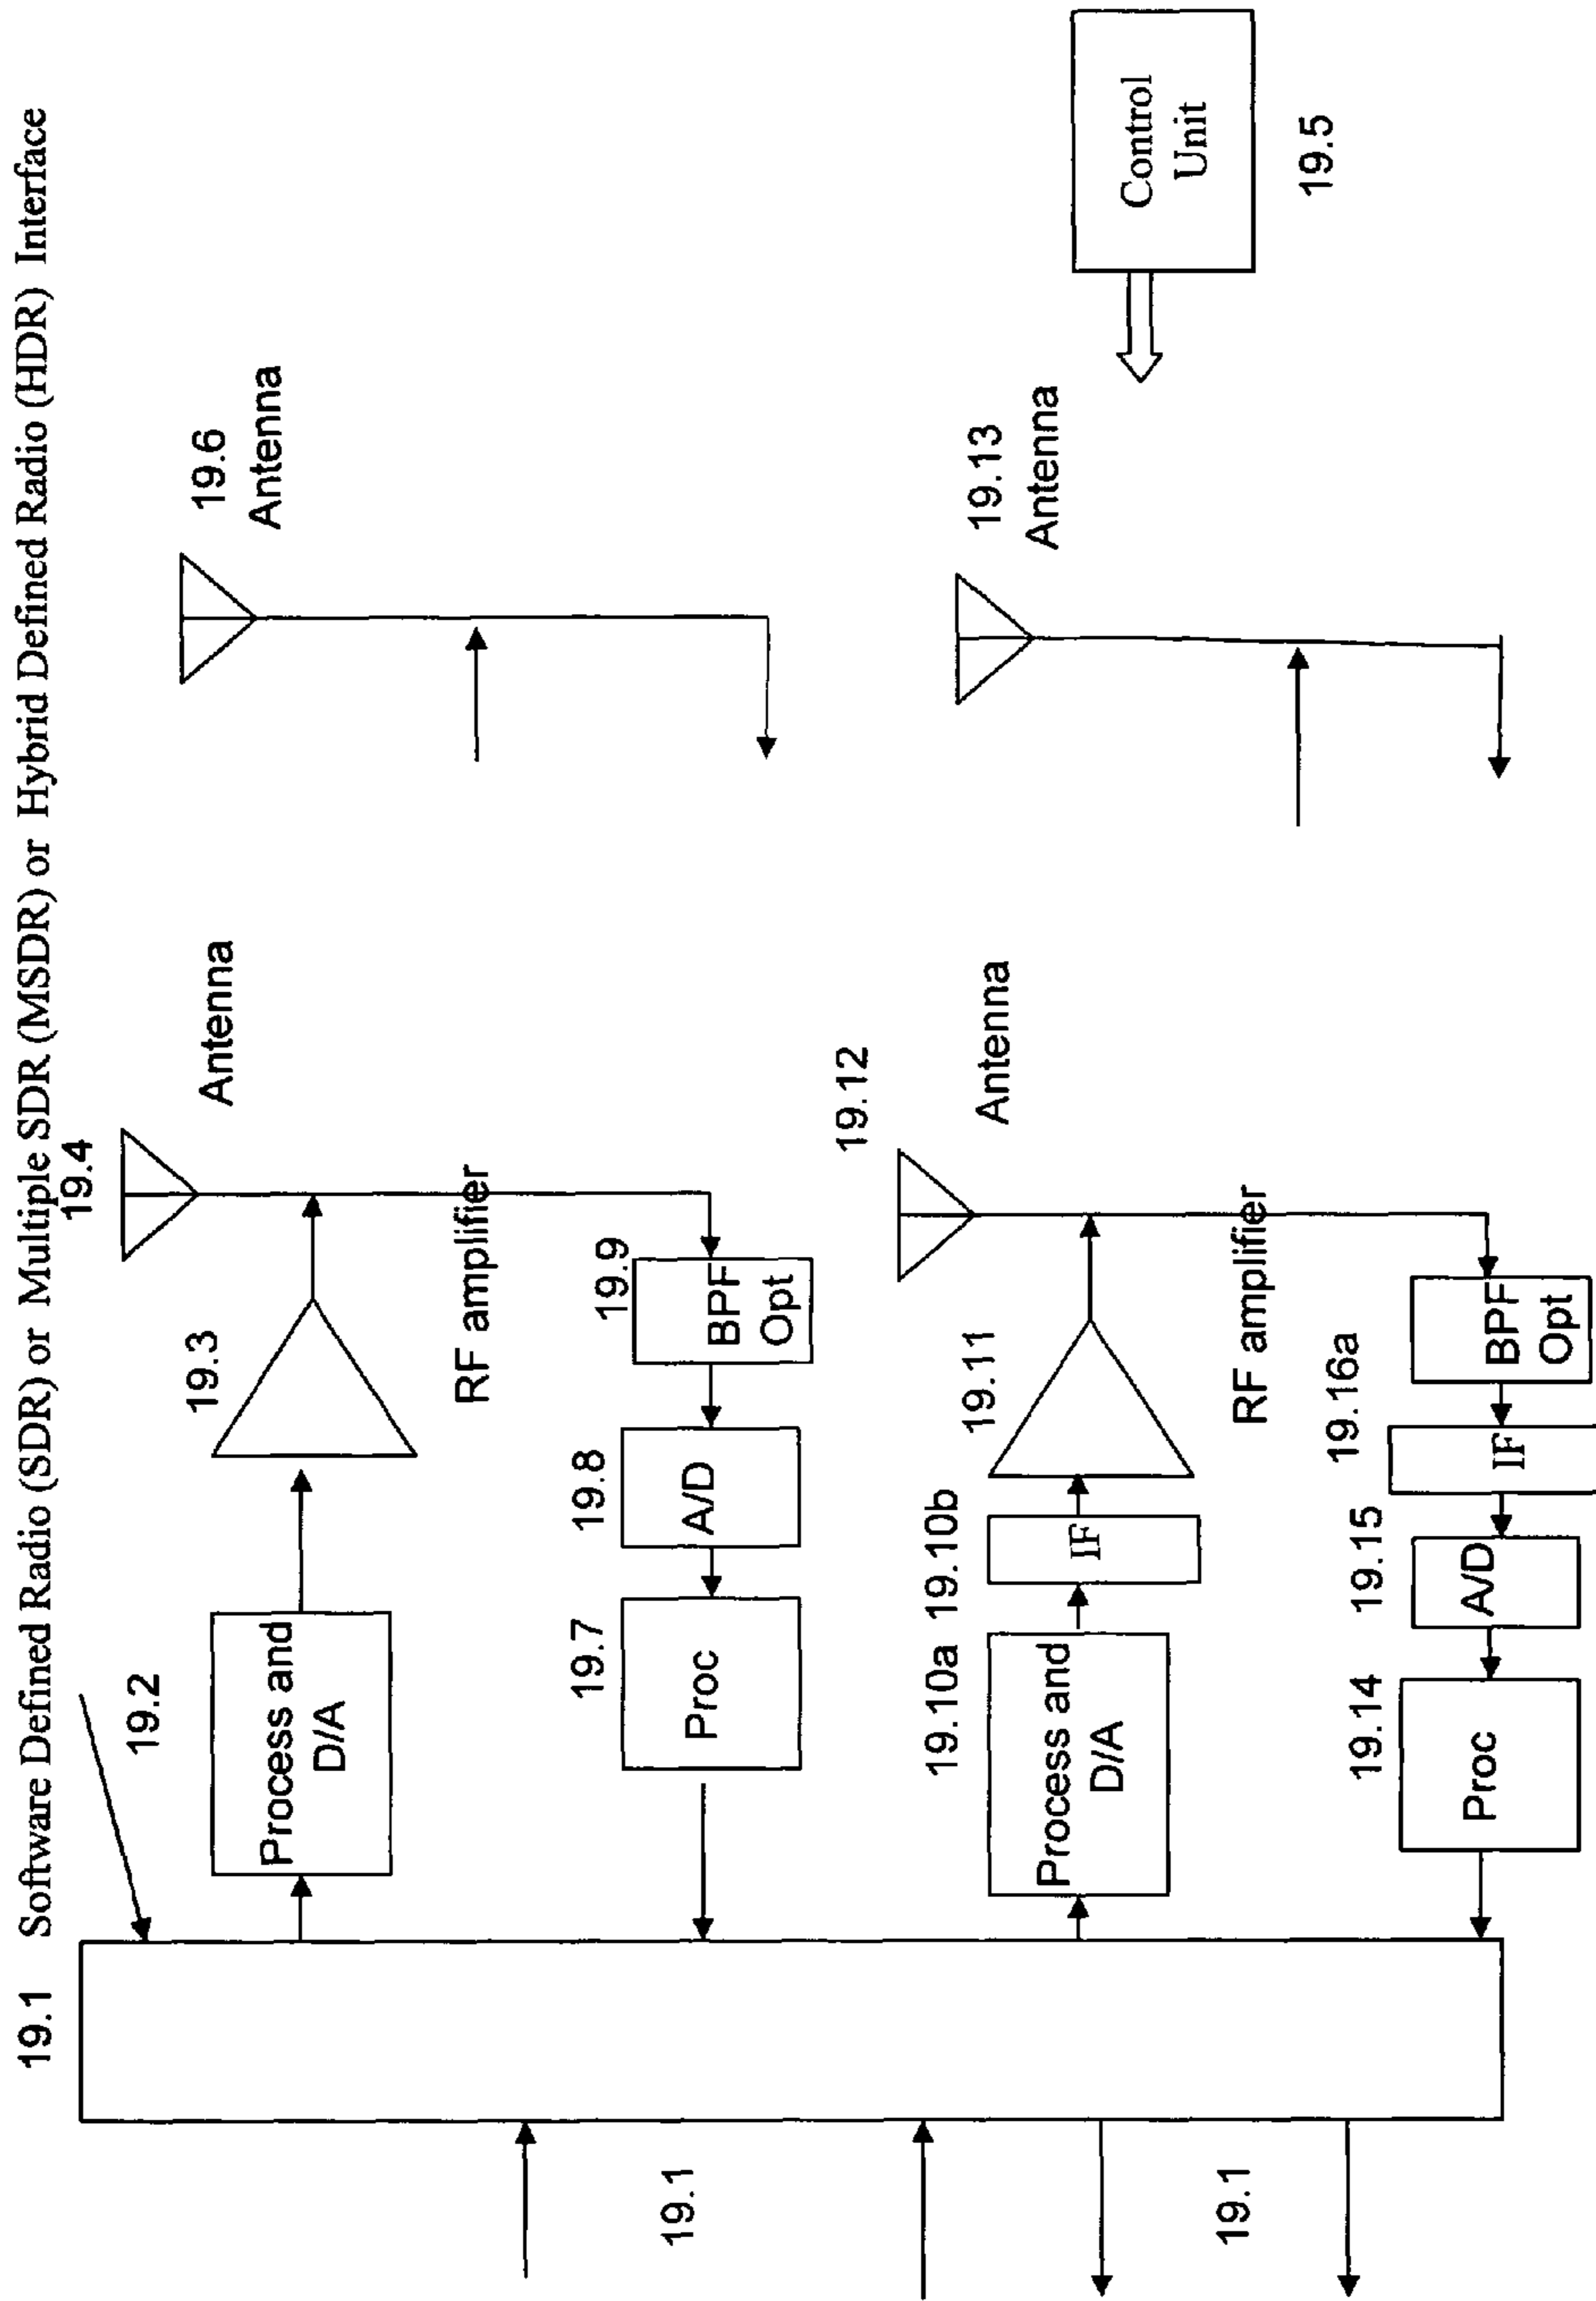 19.1 Software Defined Radio (SDR) or Multiple SDR (MSDR) or Hybrid Defined Radio (HDR) Interface
19.4
Antenna
19.6
Antenna
19.2
Process and
D/A
19.3
RF amplifier
19.7
Proc
19.8
A/D
19.9
BPF
Opt
19.1
19.12
Antenna
19.13
Antenna
19.10a
Process and
D/A
19.10b
IF
19.11
RF amplifier
Control
Unit
19.5
19.1
19.14
Proc
19.15
A/D
19.16a
IF
BPF
Opt